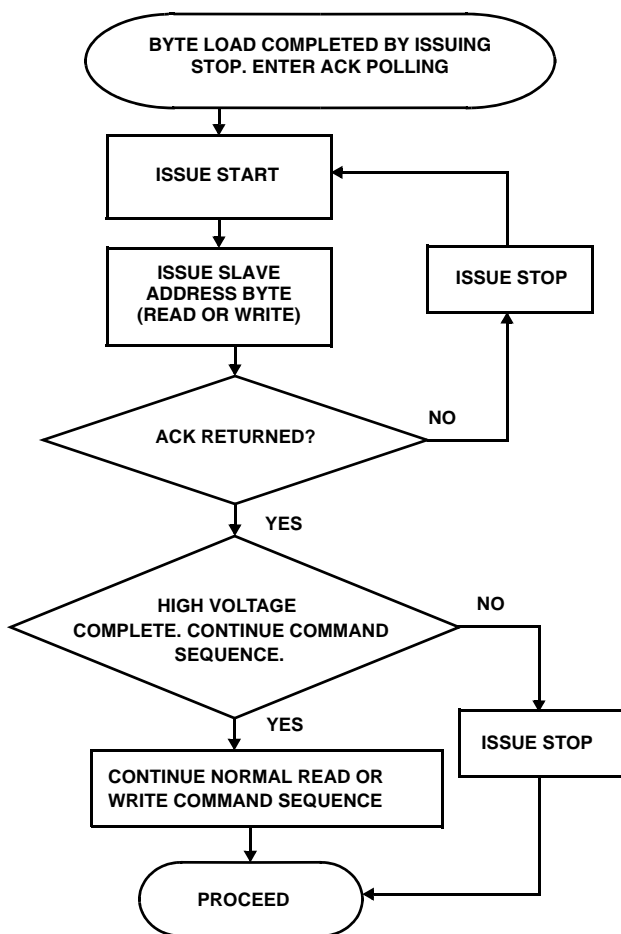 BYTE LOAD COMPLETED BY ISSUING
STOP. ENTER ACK POLLING
ISSUE START
ISSUE SLAVE
ADDRESS BYTE
(READ OR WRITE)
ISSUE STOP
ACK RETURNED?
NO
YES
HIGH VOLTAGE
COMPLETE. CONTINUE COMMAND
SEQUENCE.
NO
YES
ISSUE STOP
CONTINUE NORMAL READ OR
WRITE COMMAND SEQUENCE
PROCEED